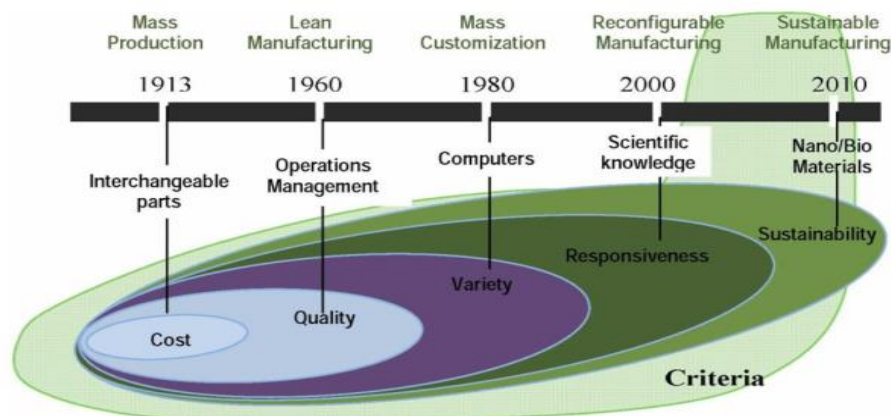 Mass
Production
Lean
Manufacturing
Mass
Customization
Reconfigurable
Manufacturing
Sustainable
Manufacturing
1913
1960
1980
2000
2010
Interchangeable
parts
Operations
Management
Computers
Scientific
knowledge
Nano/Bio
Materials
Cost
Quality
Variety
Responsiveness
Sustainability
Criteria